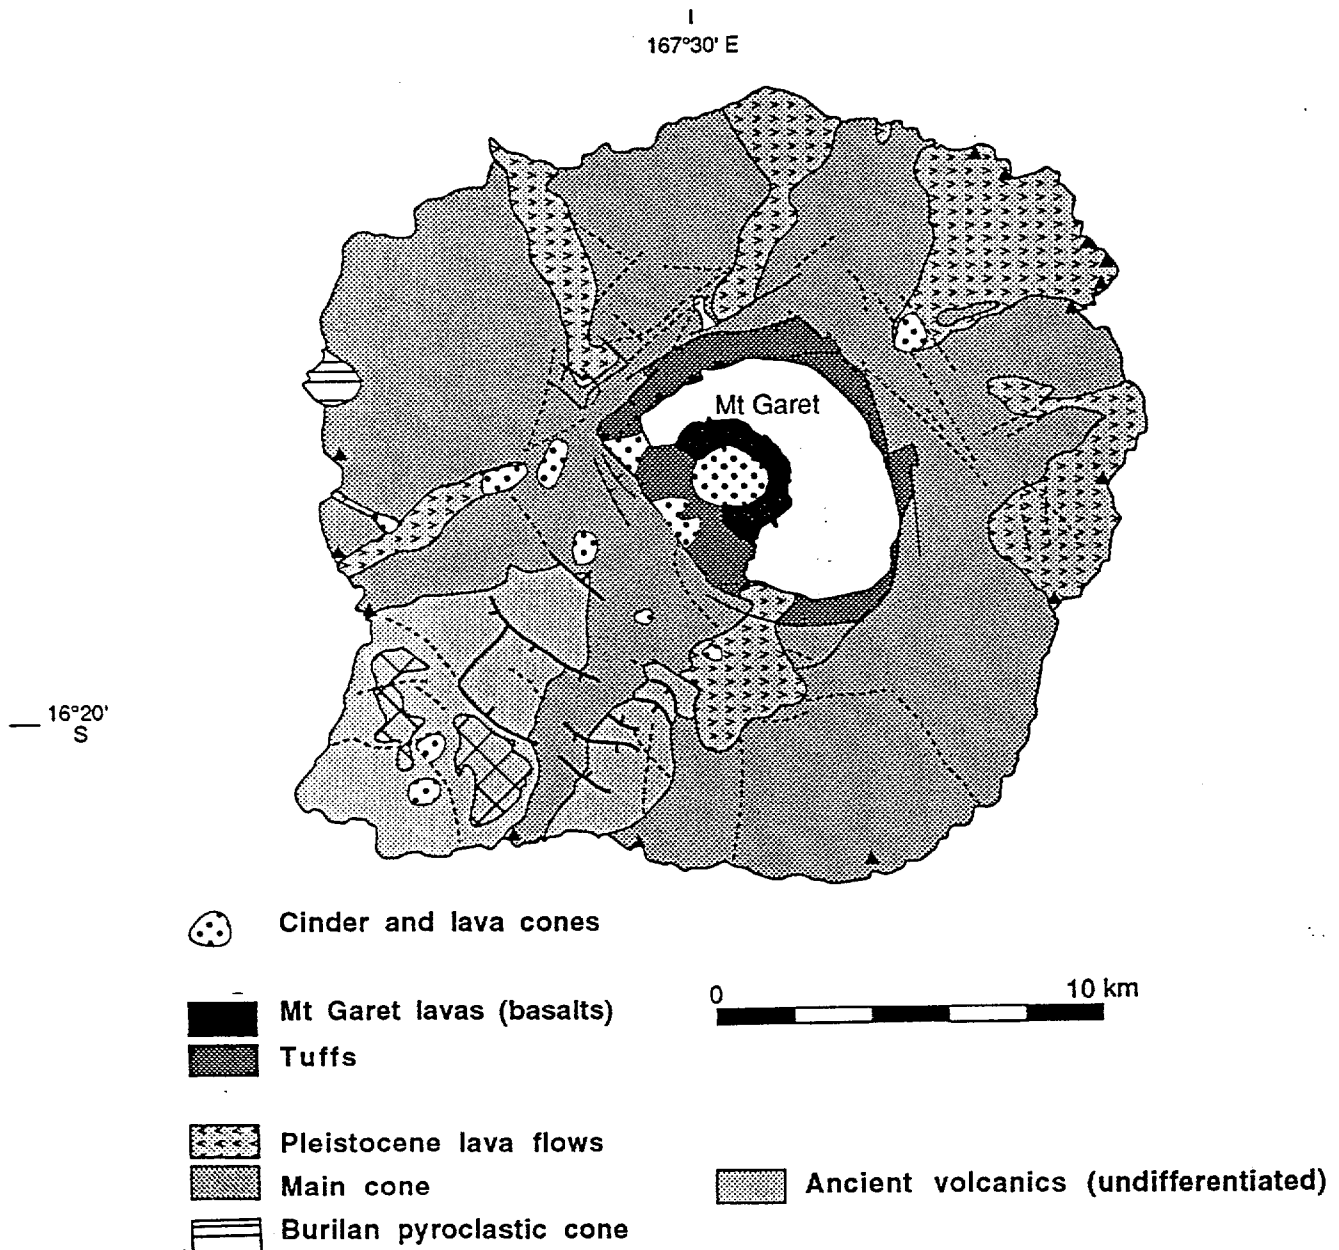 167°30' E
Mt Garet
16°20'
S
Cinder and lava cones
0 10 km
Mt Garet lavas (basalts)
Tuffs
Pleistocene lava flows
Main cone
Ancient volcanics (undifferentiated)
Burilan pyroclastic cone